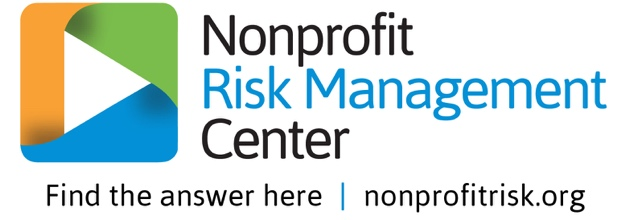 Nonprofit
Risk Management
Center
Find the answer here | nonprofitrisk.org